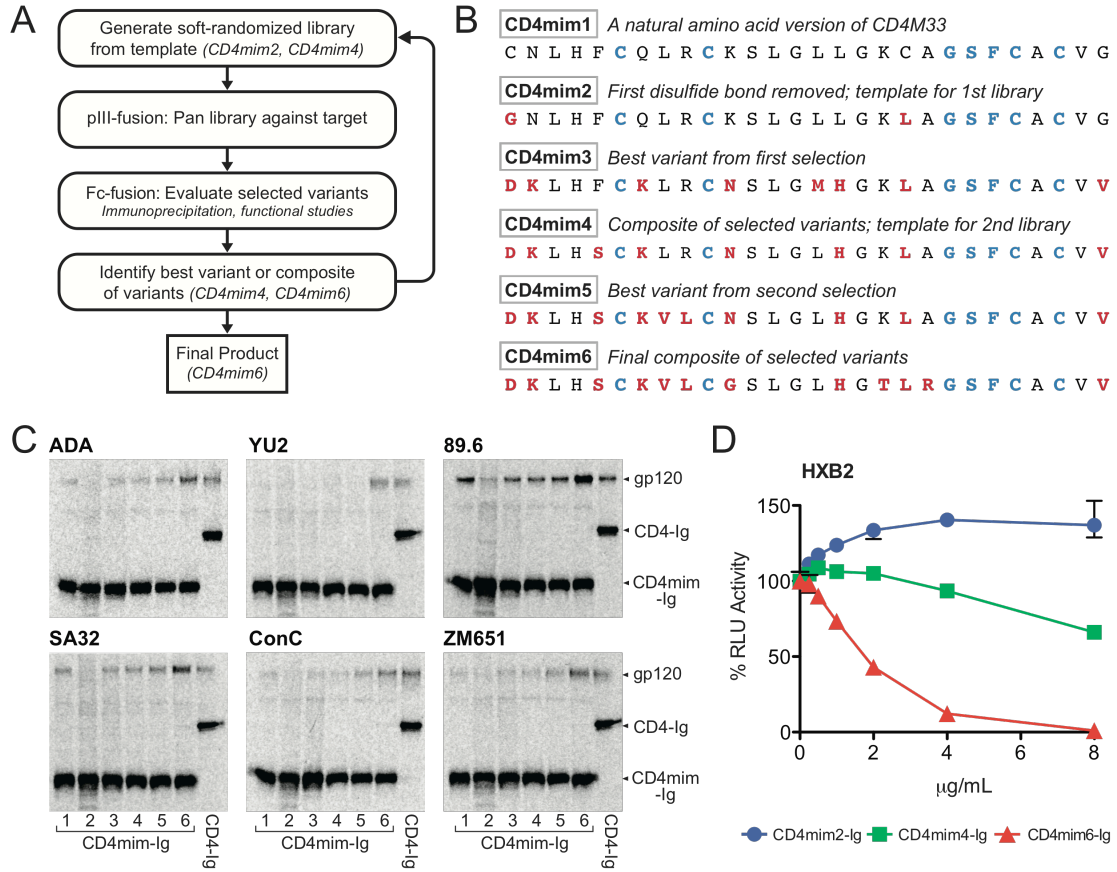 A
Generate soft-randomized library
from template (CD4mim2, CD4mim4)
pIII-fusion: Pan library against target
Fc-fusion: Evaluate selected variants
Immunoprecipitation, functional studies
Identify best variant or composite
of variants (CD4mim4, CD4mim6)
Final Product
(CD4mim6)
B
CD4mim1 A natural amino acid version of CD4M33
C N L H F C Q L R C K S L G L L G K C A G S F C A C V G
CD4mim2 First disulfide bond removed; template for 1st library
G N L H F C Q L R C K S L G L L G K L A G S F C A C V G
CD4mim3 Best variant from first selection
D K L H F C K L R C N S L G M H G K L A G S F C A C V V
CD4mim4 Composite of selected variants; template for 2nd library
D K L H S C K L R C N S L G L H G K L A G S F C A C V V
CD4mim5 Best variant from second selection
D K L H S C K V L C N S L G L H G K L A G S F C A C V V
CD4mim6 Final composite of selected variants
D K L H S C K V L C G S L G L H G T L R G S F C A C V V
C
ADA YU2 89.6
gp120
CD4-Ig
CD4mim
-Ig
SA32 ConC ZM651
gp120
CD4-Ig
CD4mim
-Ig
1 2 3 4 5 6 CD4-Ig 1 2 3 4 5 6 CD4-Ig 1 2 3 4 5 6 CD4-Ig
CD4mim-Ig CD4mim-Ig CD4mim-Ig
D
HXB2
150
100
50
0
% RLU Activity
0 2 4 6 8
μg/mL
CD4mim2-Ig CD4mim4-Ig CD4mim6-Ig